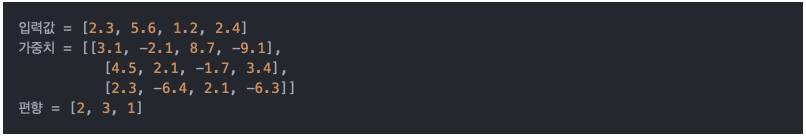 입력값 = [2.3, 5.6, 1.2, 2.4]
가중치 = [[3.1, -2.1, 8.7, -9.1],
[4.5, 2.1, -1.7, 3.4],
[2.3, -6.4, 2.1, -6.3]]
편향 = [2, 3, 1]